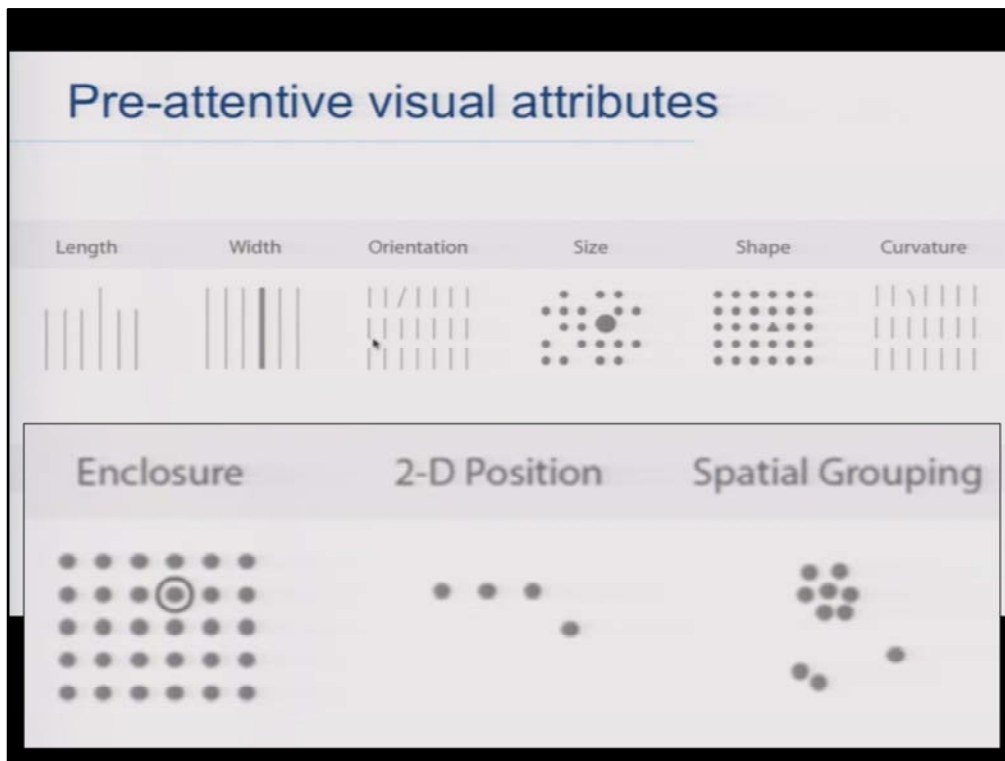 Pre-attentive visual attributes
Length Width Orientation Size Shape Curvature
Enclosure 2-D Position Spatial Grouping